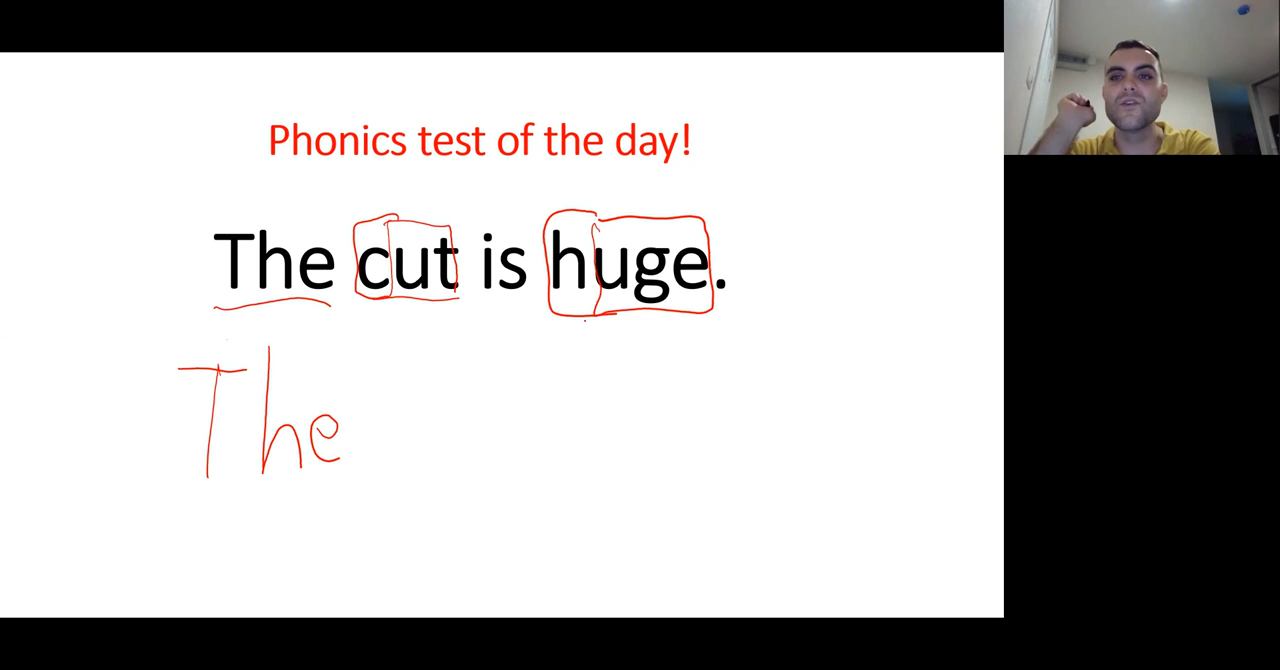 Phonics test of the day!
The cut is huge.
The